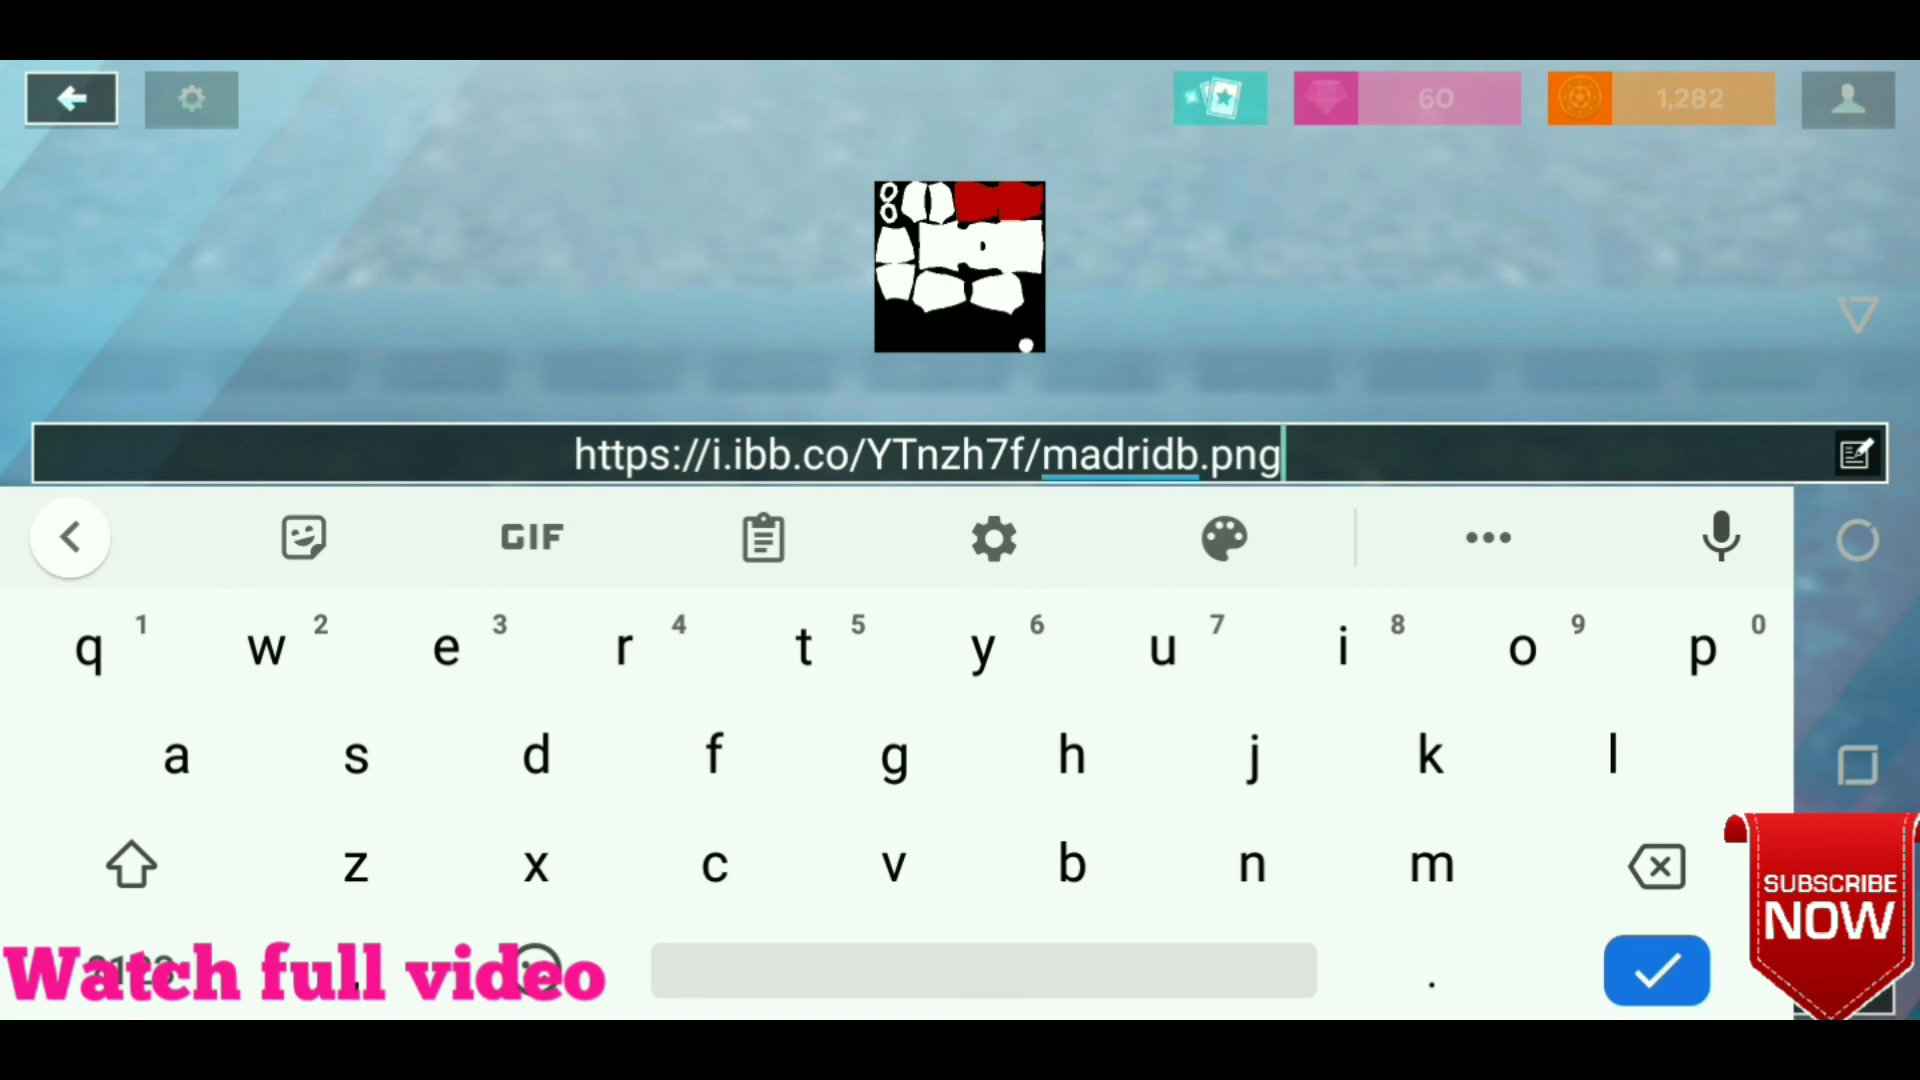 60
1,282
8
https://i.ibb.co/YTnzh7f/madridb.png
GIF
q 1 w 2 e 3 r 4 t 5 y 6 u 7 i 8 o 9 p 0
a s d f g h j k l
z x c v b n m
SUBSCRIBE
NOW
Watch full video
.